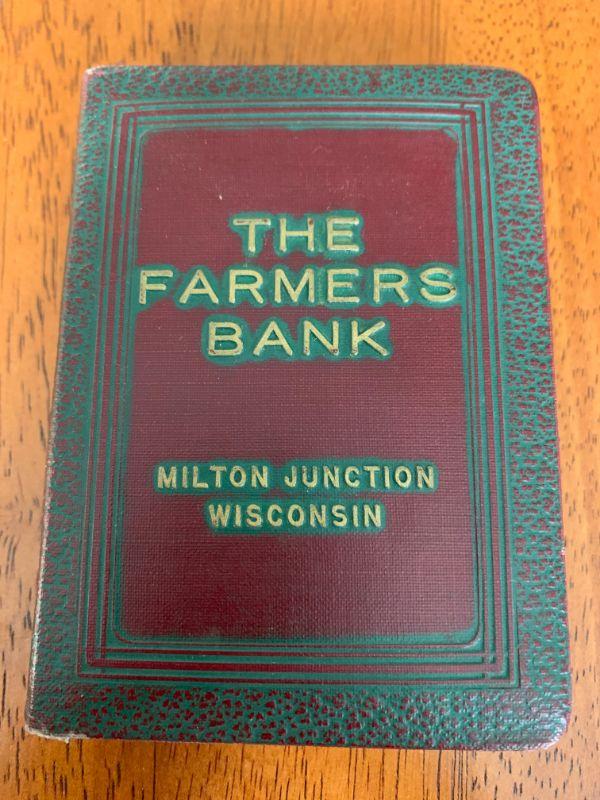 THE
FARMERS
BANK
MILTON JUNCTION
WISCONSIN